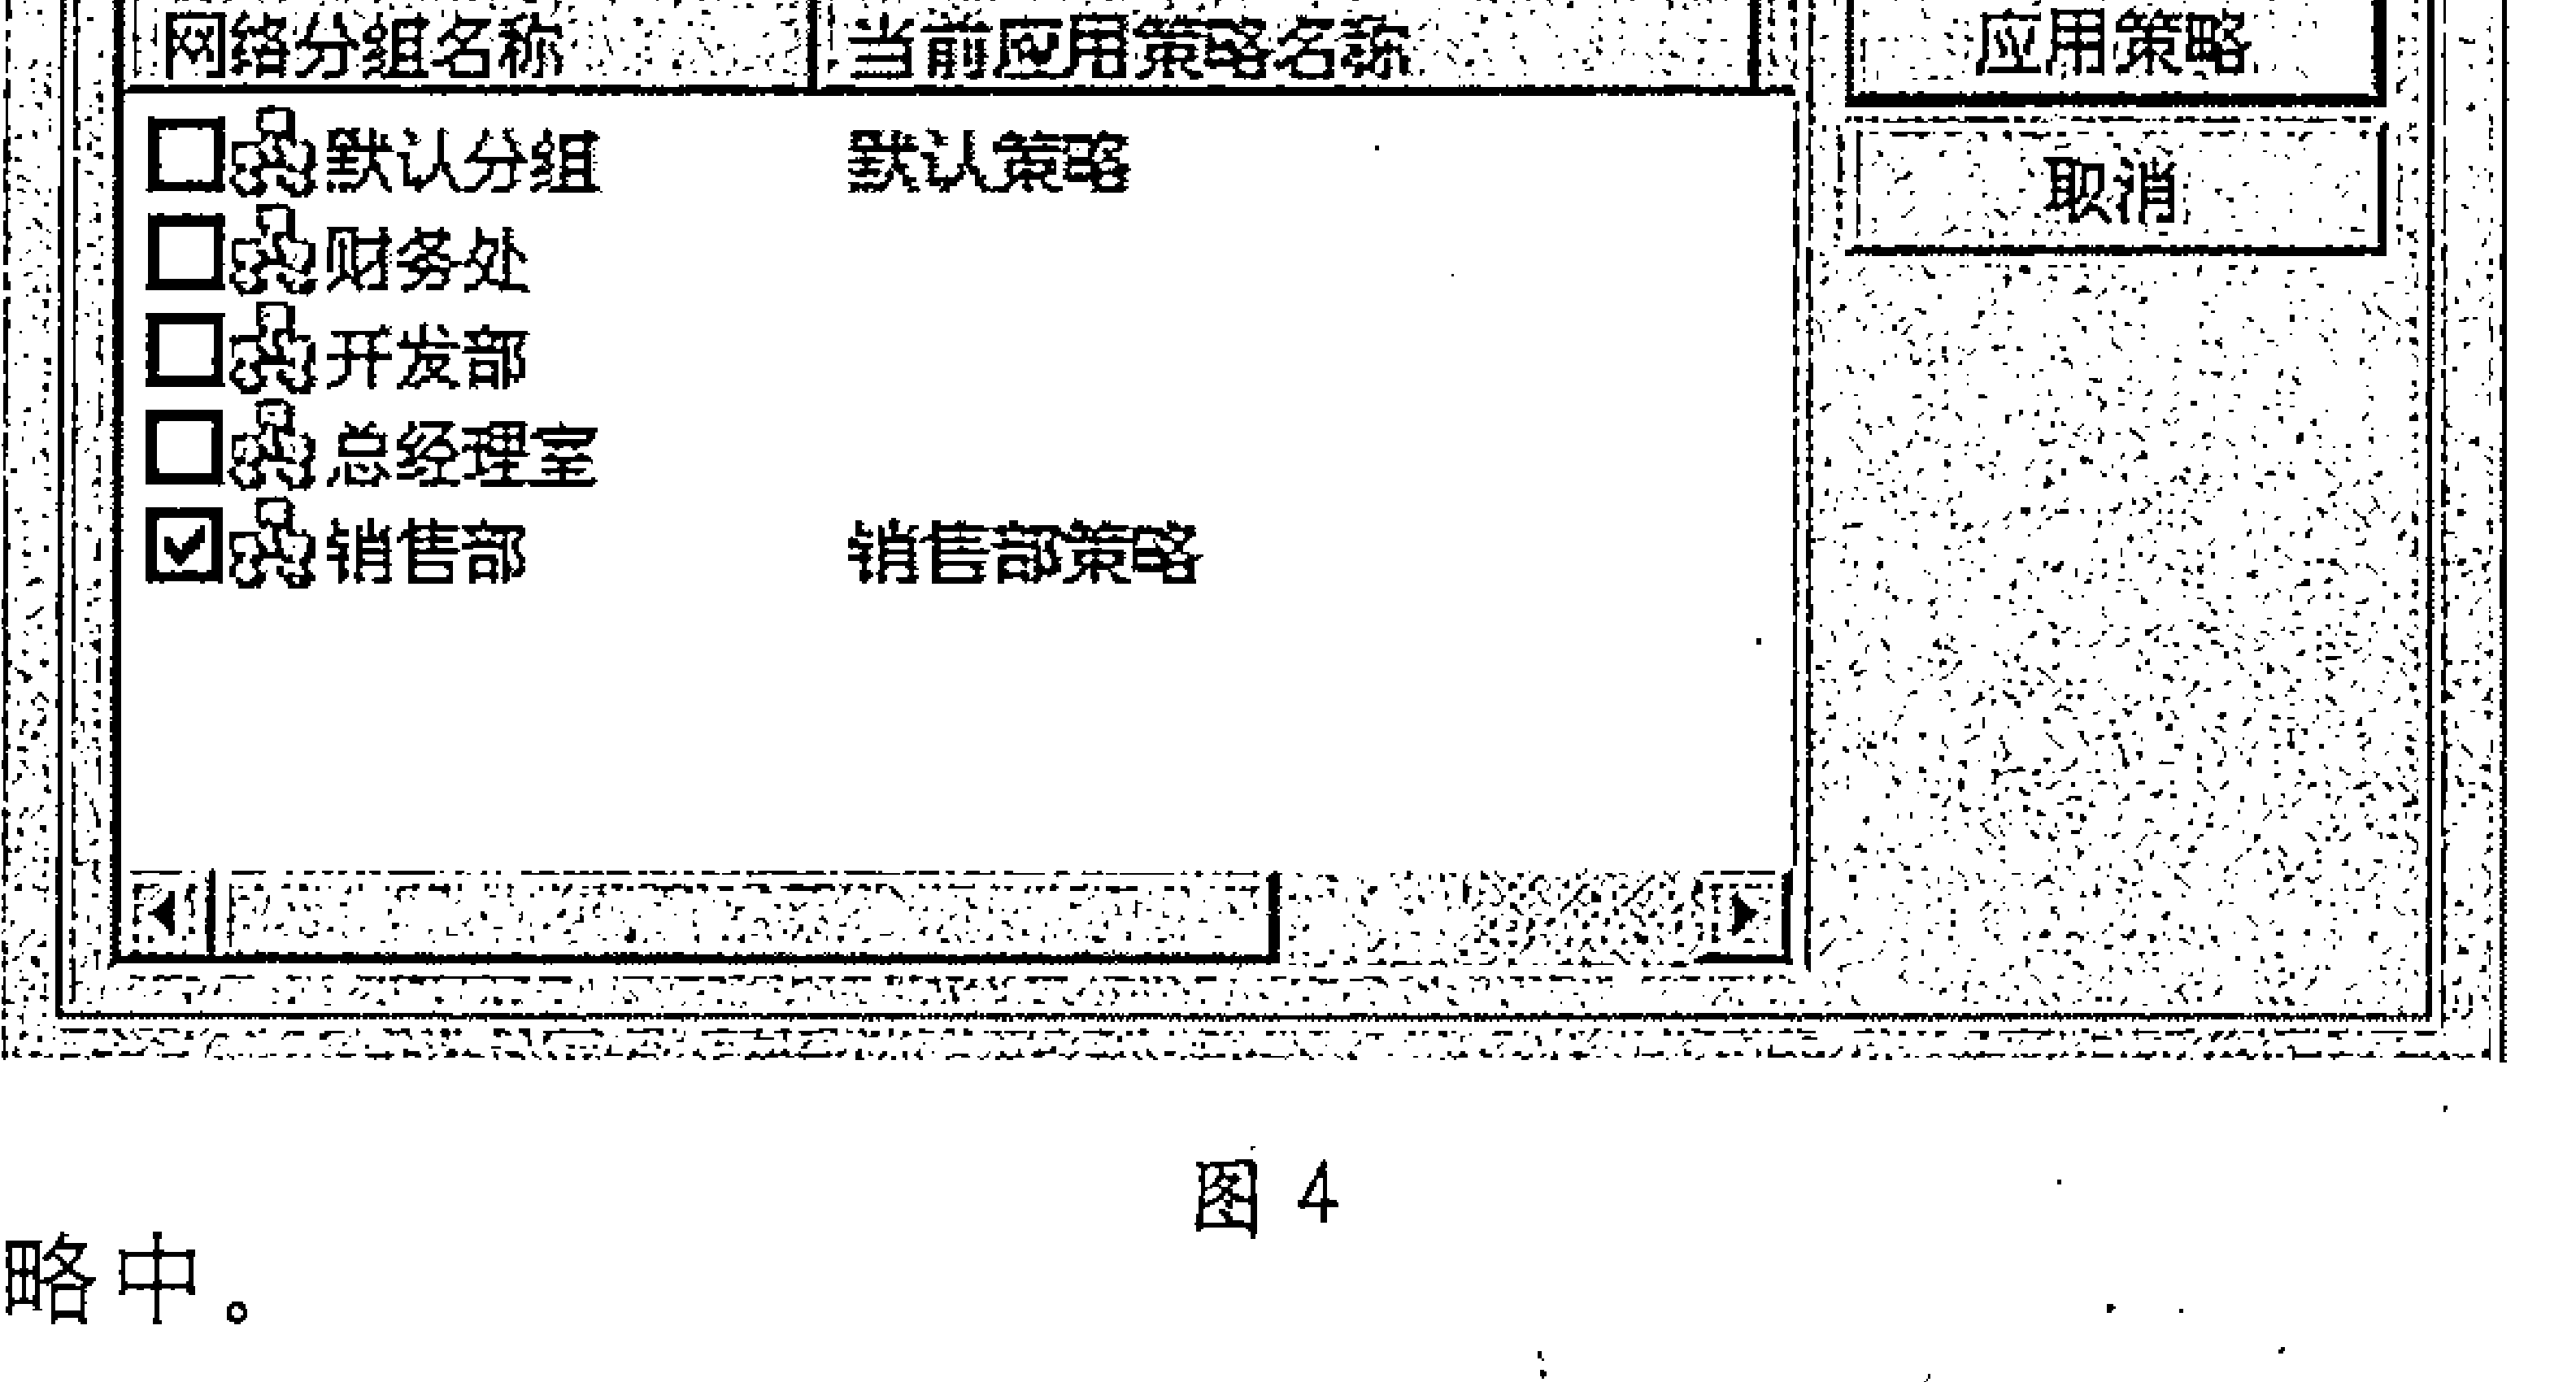 网络分组名称 当前应用策略名称 应用策略
默认分组 默认策略
取消
财务处
开发部
总经理室
销售部 销售部策略
图 4
略中。